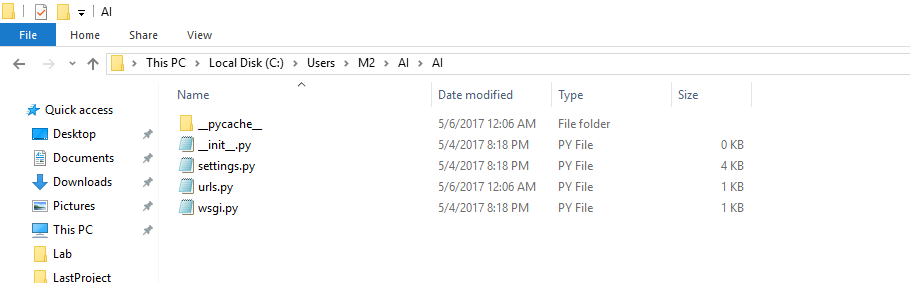 AI
File Home Share View
This PC Local Disk (C:) Users M2 AI AI
Name Date modified Type Size
Quick access
Desktop
Documents
Downloads
Pictures
This PC
Lab
LastProject
__pycache__ 5/6/2017 12:06 AM File folder
__init__.py 5/4/2017 8:18 PM PY File 0 KB
settings.py 5/4/2017 8:18 PM PY File 4 KB
urls.py 5/6/2017 12:06 AM PY File 1 KB
wsgi.py 5/4/2017 8:18 PM PY File 1 KB